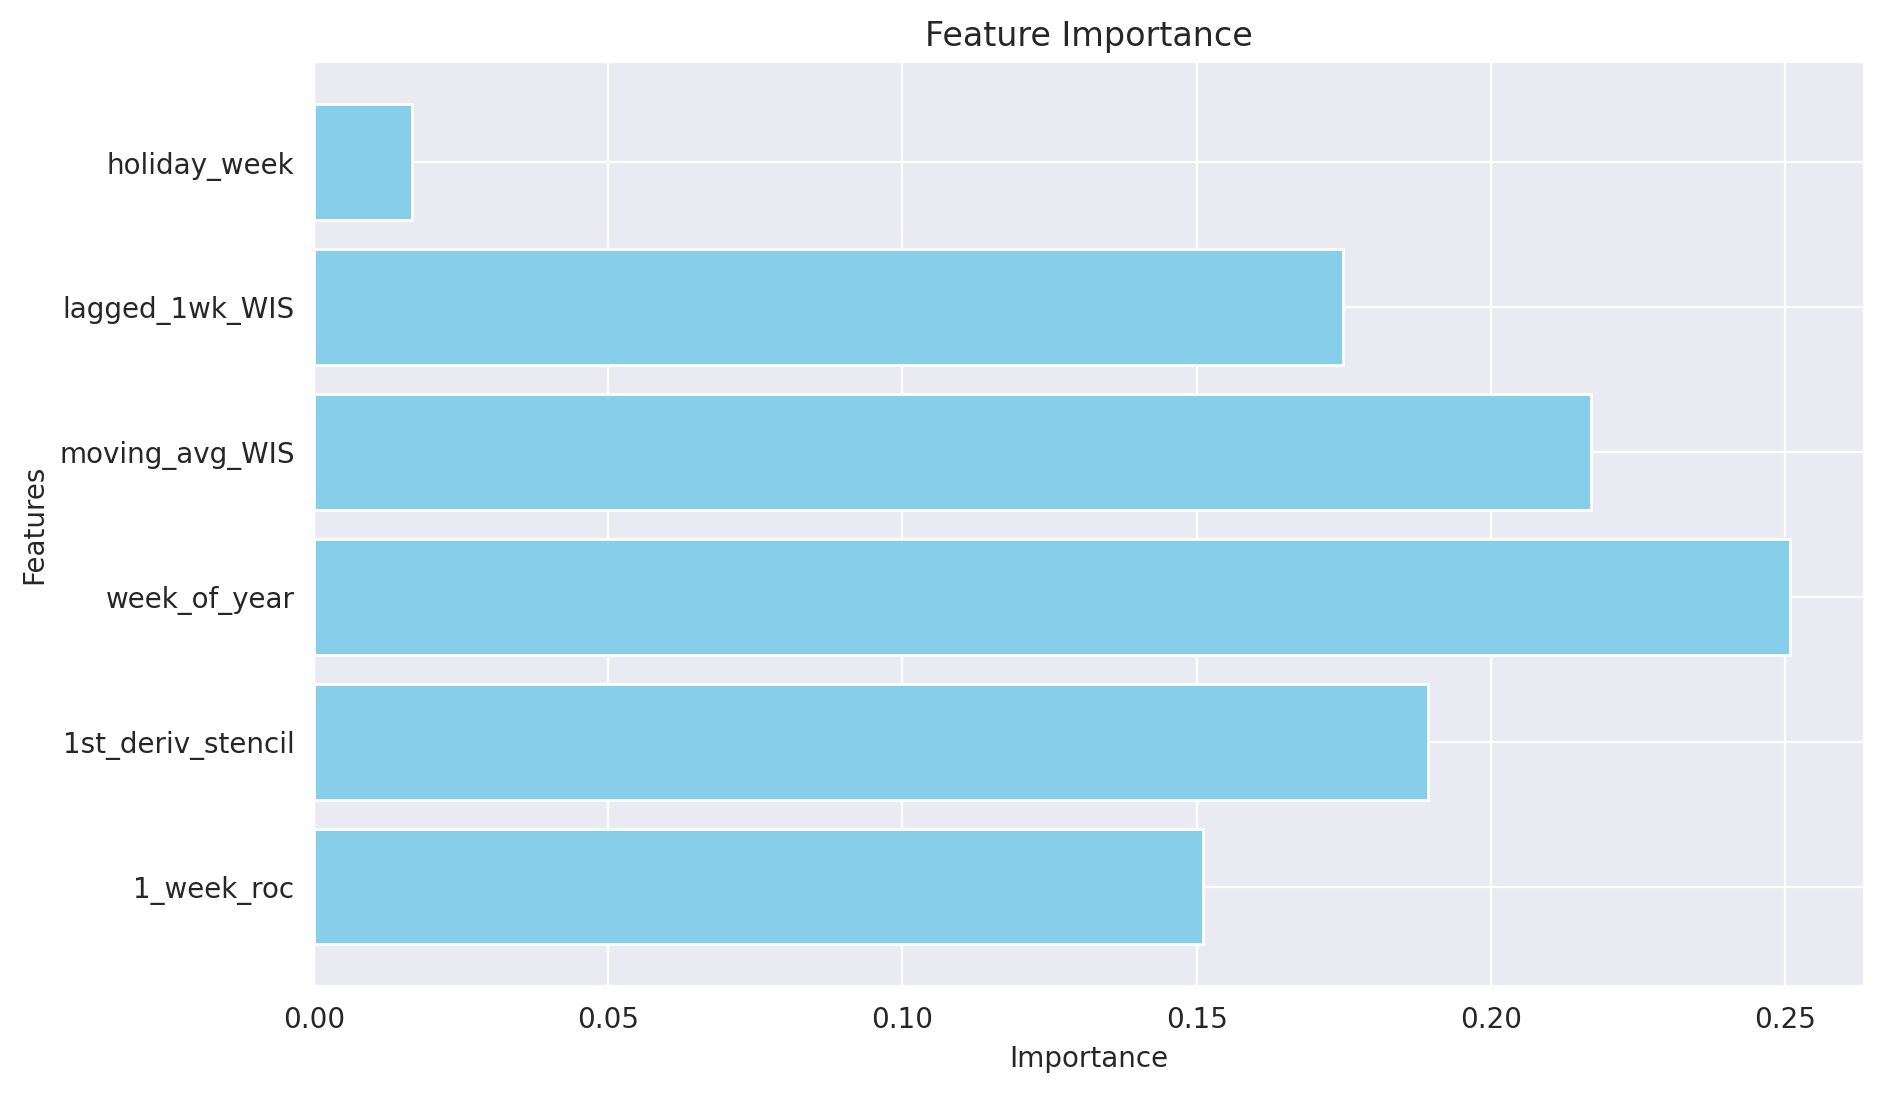 Feature Importance
holiday_week
lagged_1wk_WIS
moving_avg_WIS
Features
week_of_year
1st_deriv_stencil
1_week_roc
0.00 0.05 0.10 0.15 0.20 0.25
Importance